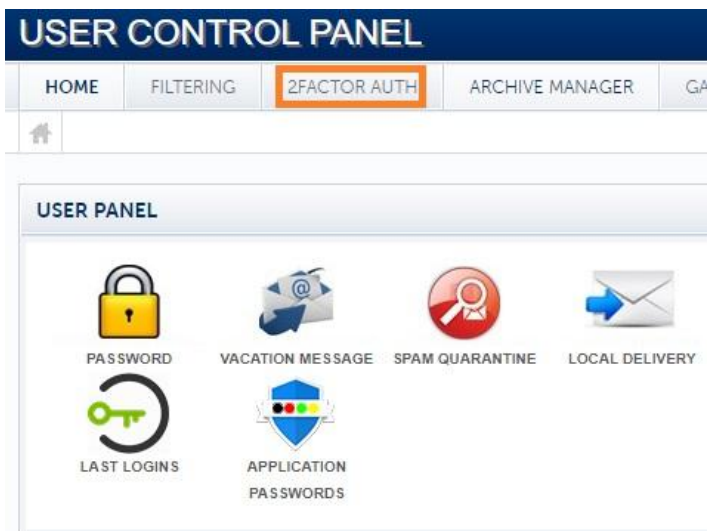 USER CONTROL PANEL
HOME FILTERING 2FACTOR AUTH ARCHIVE MANAGER GA
USER PANEL
@
PASSWORD VACATION MESSAGE SPAM QUARANTINE LOCAL DELIVERY
LAST LOGINS APPLICATION
PASSWORDS